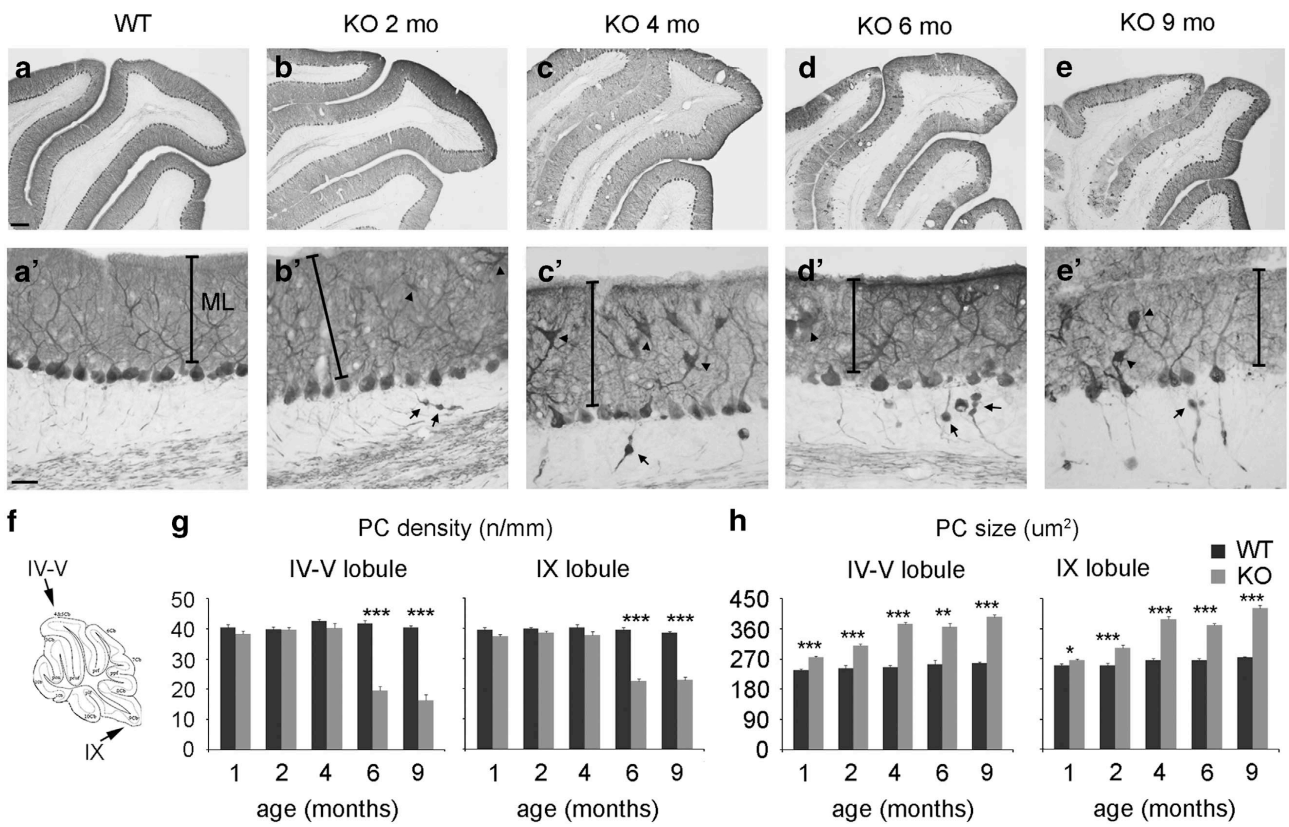 WT KO 2 mo KO 4 mo KO 6 mo KO 9 mo
a b c d e
a’ b’ c’ d’ e’
ML
f g h
PC density (n/mm) PC size (um²)
WT
KO
IV-V lobule IX lobule IV-V lobule IX lobule
IV-V
IX
50
40
30
20
10
0
*** ***
*** ***
1 2 4 6 9
1 2 4 6 9
age (months) age (months)
450
360
270
180
90
0
*** *** *** ** ***
* *** *** *** ***
1 2 4 6 9
1 2 4 6 9
age (months) age (months)